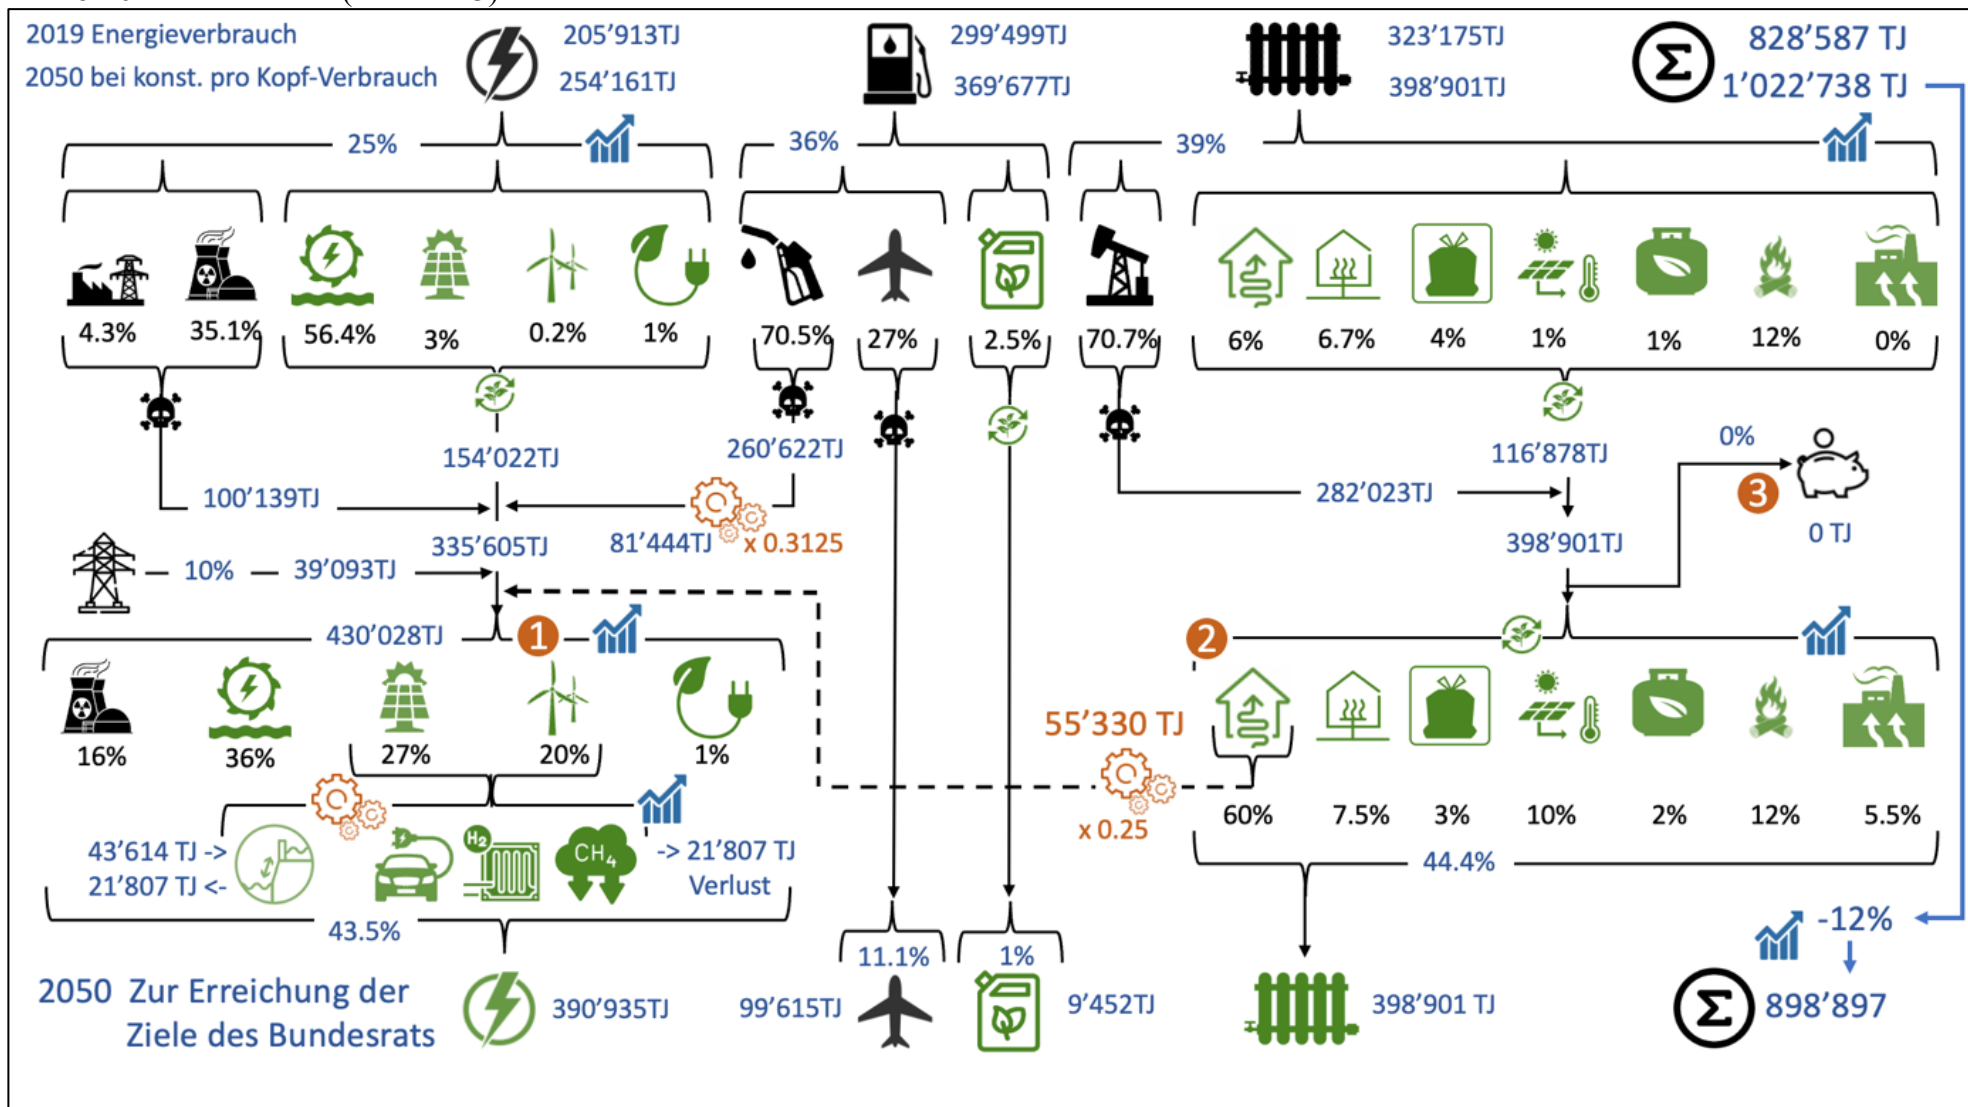 2019 Energieverbrauch
205’913TJ
299’499TJ
323’175TJ
828’587 TJ
2050 bei konst. pro Kopf-Verbrauch
254’161TJ
369’677TJ
398’901TJ
1’022’738 TJ
25%
36%
39%
4.3%
35.1%
56.4%
3%
0.2%
1%
70.5%
27%
2.5%
70.7%
6%
6.7%
4%
1%
1%
12%
0%
154’022TJ
260’622TJ
116’878TJ
0%
100’139TJ
282’023TJ
3
335’605TJ
81’444TJ
x 0.3125
398’901TJ
0 TJ
10%
39’093TJ
430’028TJ
1
2
16%
36%
27%
20%
1%
55’330 TJ
x 0.25
60%
7.5%
3%
10%
2%
12%
5.5%
43’614 TJ ->
21’807 TJ <-
H2
CH4
-> 21’807 TJ
Verlust
44.4%
43.5%
-12%
11.1%
1%
2050 Zur Erreichung der
Ziele des Bundesrats
390’935TJ
99’615TJ
9’452TJ
398’901 TJ
Σ
898’897